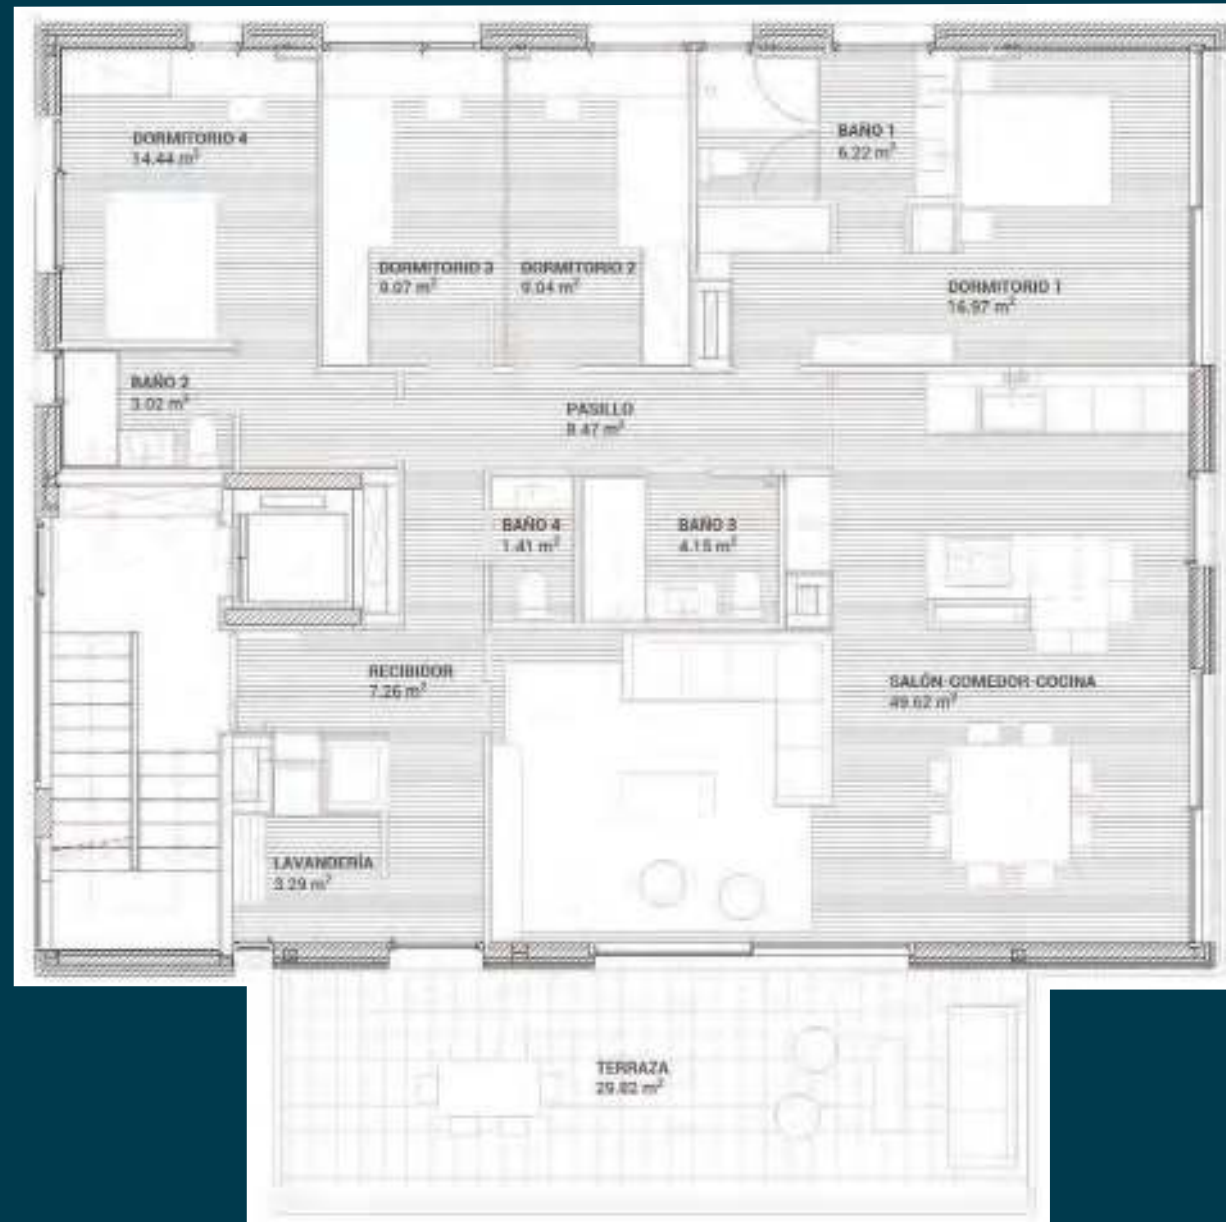 DORMITORIO 4
14.44 m²
BAÑO 1
6.22 m²
DORMITORIO 3
9.07 m²
DORMITORIO 2
9.04 m²
DORMITORIO 1
16.97 m²
BAÑO 2
3.02 m²
PASILLO
8.47 m²
BAÑO 4
1.41 m²
BAÑO 3
4.15 m²
RECIBIDOR
7.26 m²
SALÓN-COMEDOR-COCINA
49.62 m²
LAVANDERÍA
3.29 m²
TERRAZA
29.82 m²